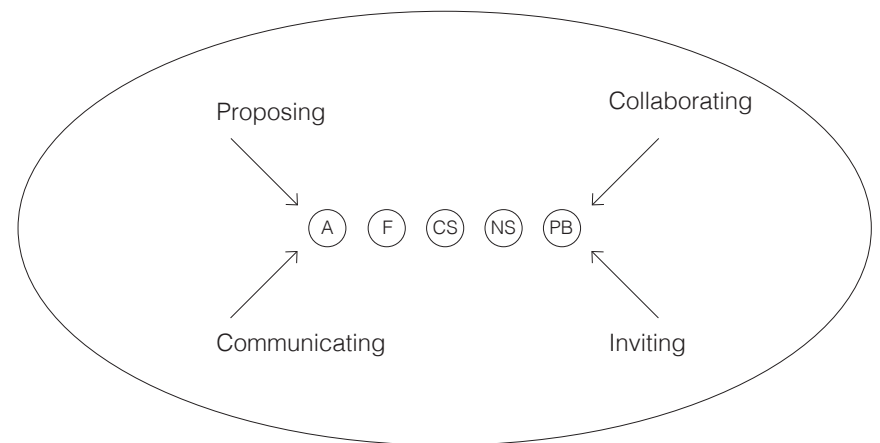 Proposing
Collaborating
A F CS NS PB
Communicating
Inviting